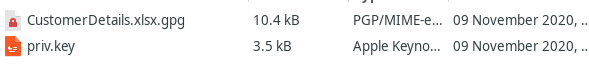 CustomerDetails.xlsx.gpg 10.4 kB PGP/MIME-e... 09 November 2020, ..
priv.key 3.5 kB Apple Keyno... 09 November 2020, ..